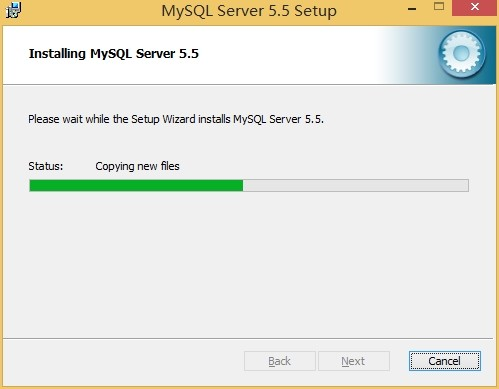 MySQL Server 5.5 Setup
Installing MySQL Server 5.5
Please wait while the Setup Wizard installs MySQL Server 5.5.
Status: Copying new files
Back Next Cancel